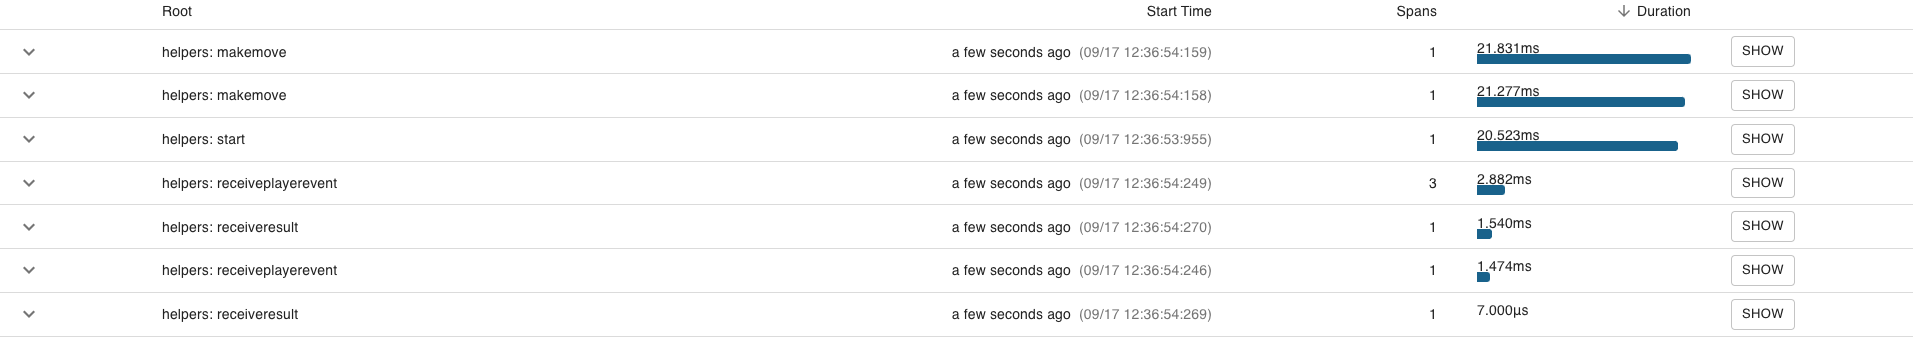 Root Start Time Spans Duration
helpers: makemove a few seconds ago (09/17 12:36:54:159) 1 21.831ms SHOW
helpers: makemove a few seconds ago (09/17 12:36:54:158) 1 21.277ms SHOW
helpers: start a few seconds ago (09/17 12:36:53:955) 1 20.523ms SHOW
helpers: receiveplayerevent a few seconds ago (09/17 12:36:54:249) 3 2.882ms SHOW
helpers: receiveresult a few seconds ago (09/17 12:36:54:270) 1 1.540ms SHOW
helpers: receiveplayerevent a few seconds ago (09/17 12:36:54:246) 1 1.474ms SHOW
helpers: receiveresult a few seconds ago (09/17 12:36:54:269) 1 7.000μs SHOW